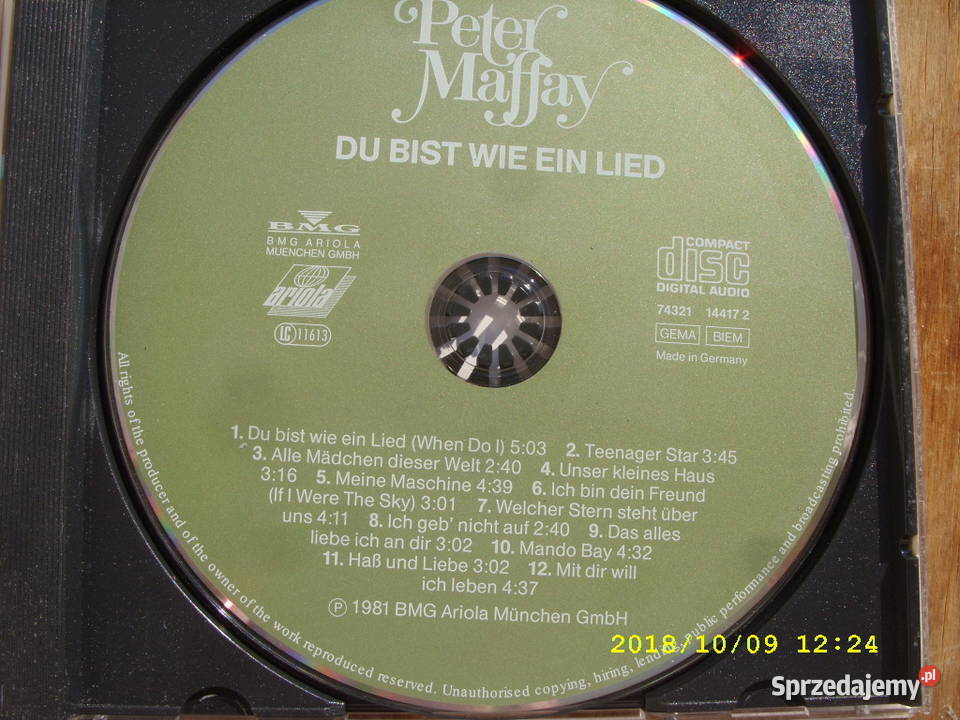 Peter
Maffay
DU BIST WIE EIN LIED
BMG
BMG ARIOLA
MUENCHEN GMBH
ariola
LC 11613
COMPACT
disc
DIGITAL AUDIO
74321 14417 2
GEMA BIEM
Made in Germany
1. Du bist wie ein Lied (When Do I) 5:03 2. Teenager Star 3:45
3. Alle Mädchen dieser Welt 2:40 4. Unser kleines Haus
3:16 5. Meine Maschine 4:39 6. Ich bin dein Freund
(If I Were The Sky) 3:01 7. Welcher Stern steht über
uns 4:11 8. Ich geb' nicht auf 2:40 9. Das alles
liebe ich an dir 3:02 10. Mando Bay 4:32
11. Haß und Liebe 3:02 12. Mit dir will
ich leben 4:37
℗ 1981 BMG Ariola München GmbH
All rights of the producer and of the owner of the work reproduced reserved. Unauthorised copying, hiring, lending, public performance and broadcasting prohibited.
2018/10/09 12:24
Sprzedajemy.pl